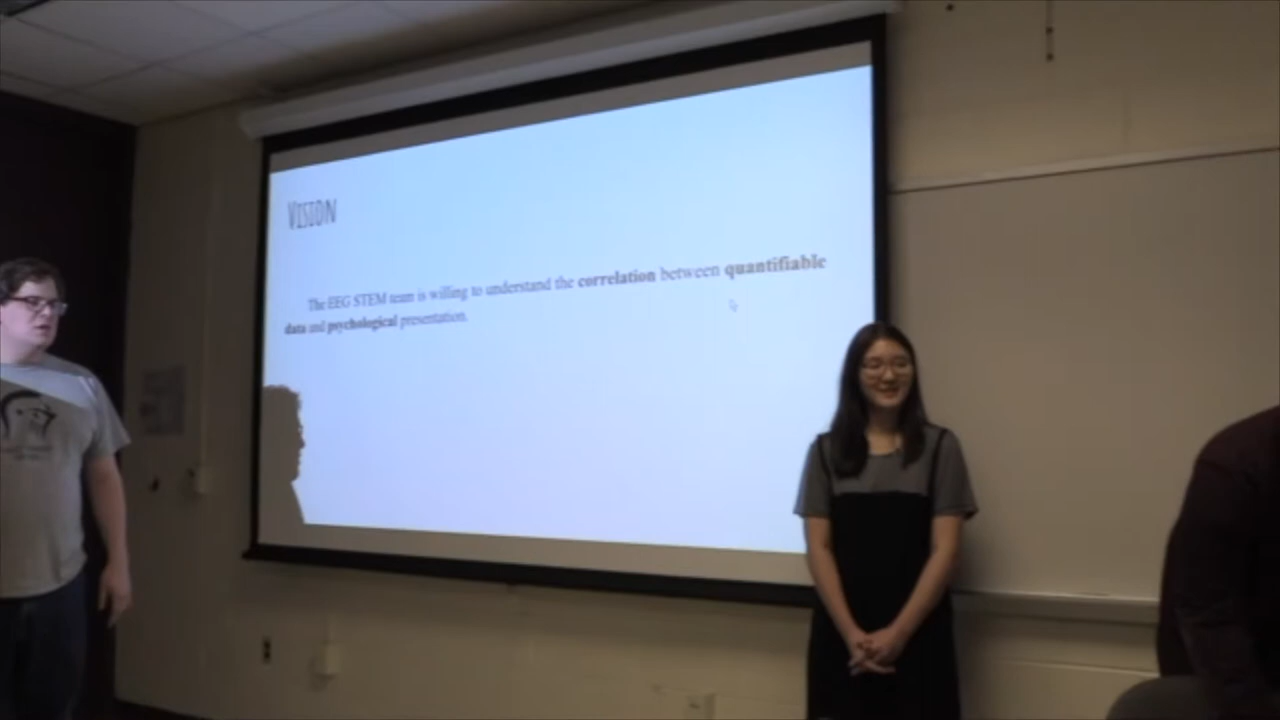 VISION
The EEG STEM team is willing to understand the correlation between quantifiable
data and psychological presentation.